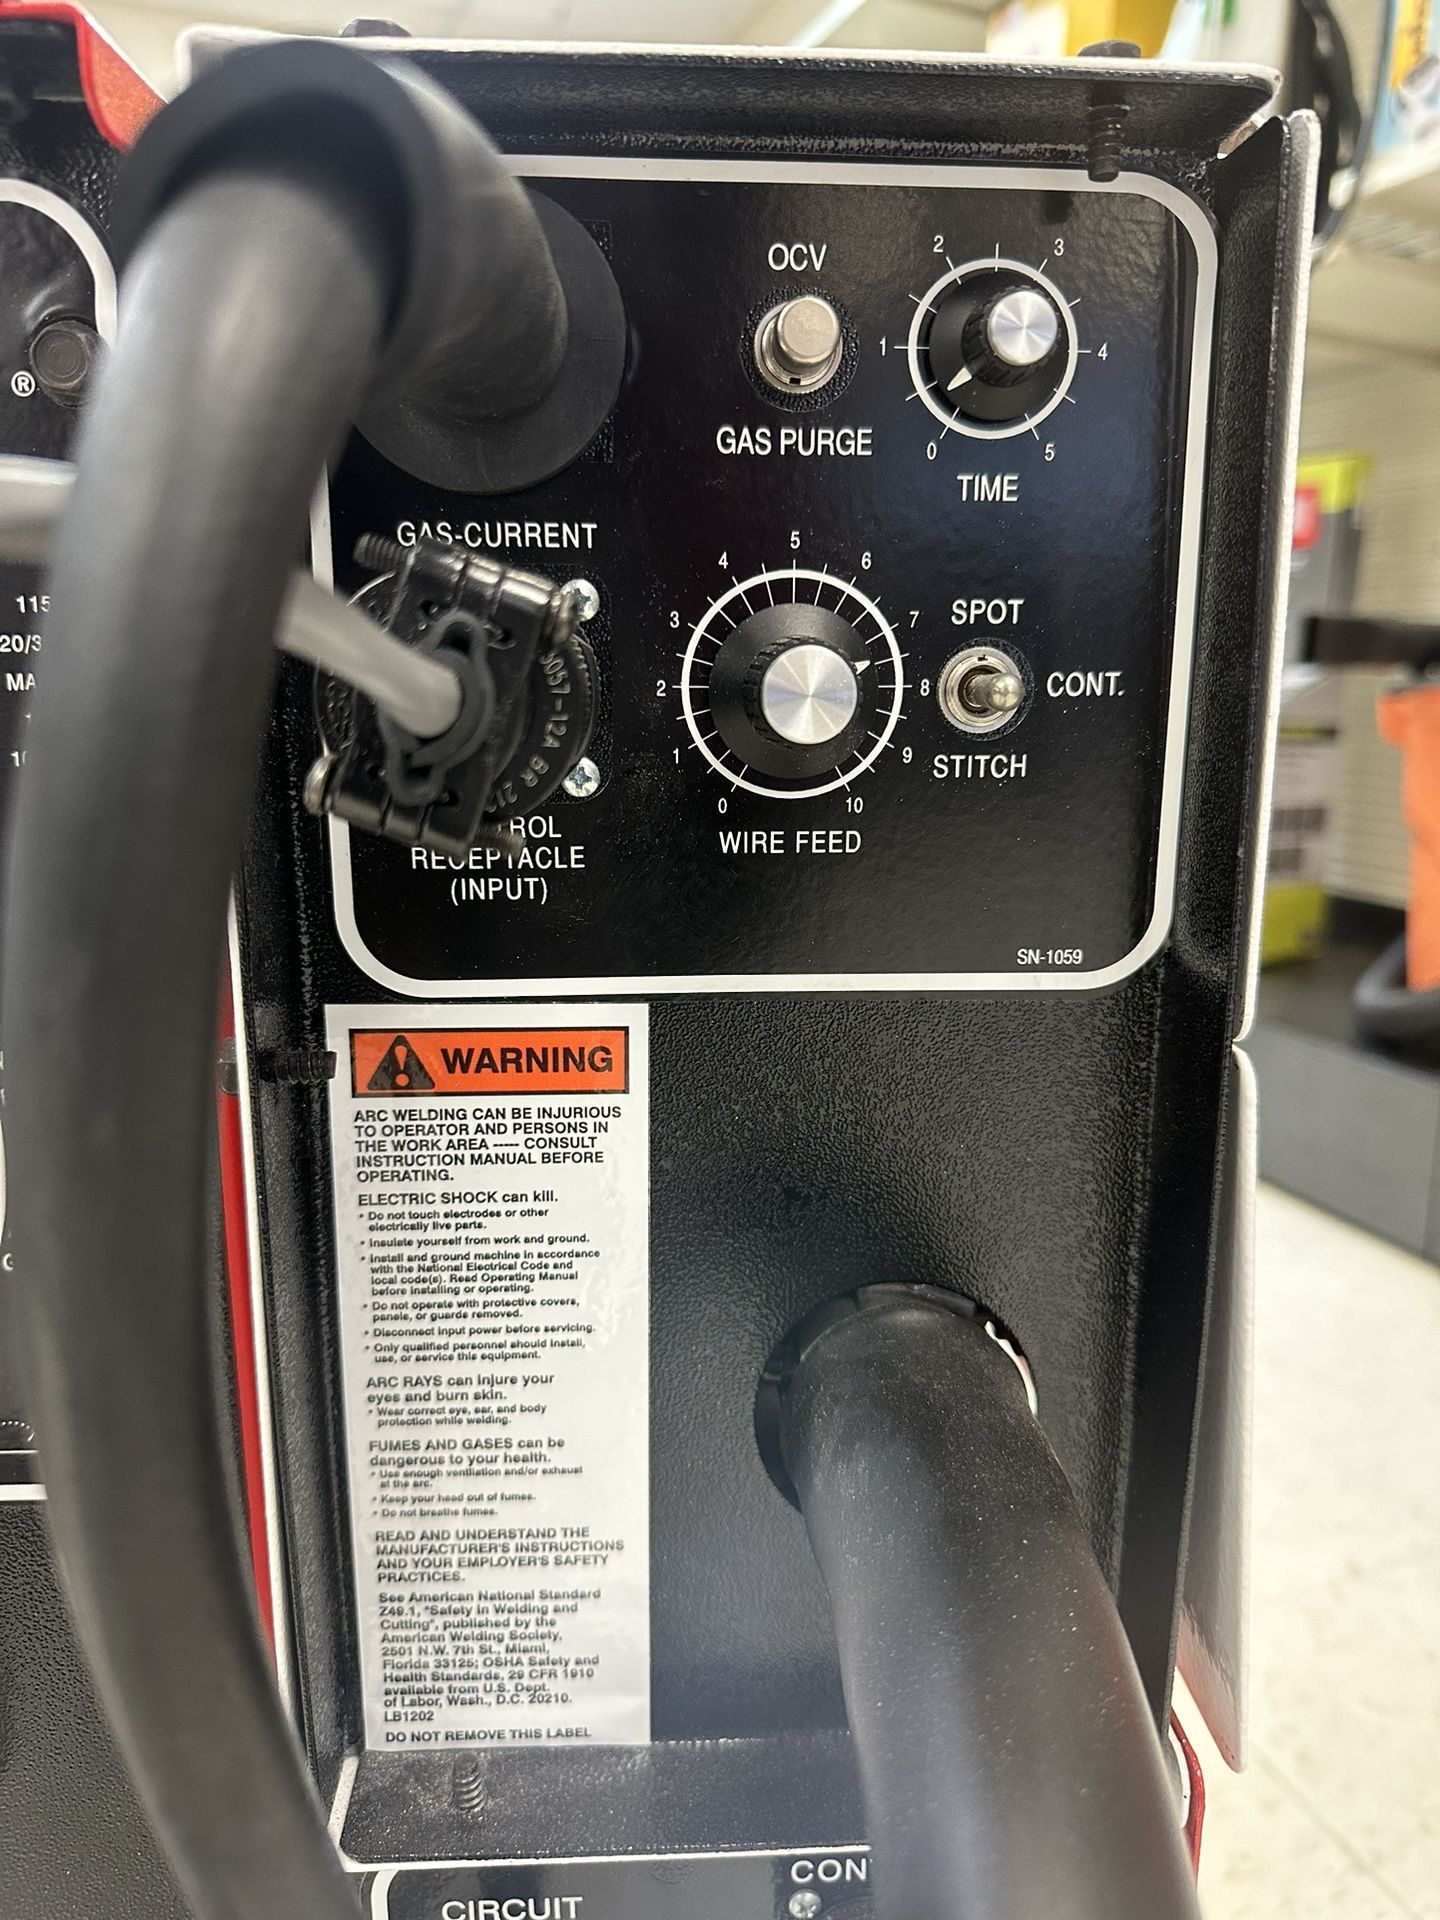 OCV
GAS PURGE
2
3
1
4
0
5
TIME
®
GAS-CURRENT
5
4
6
3
7
2
8
1
9
0
10
WIRE FEED
SPOT
CONT.
STITCH
RECEPTACLE
(INPUT)
SN-1059
WARNING
ARC WELDING CAN BE INJURIOUS
TO OPERATOR AND PERSONS IN
THE WORK AREA ----- CONSULT
INSTRUCTION MANUAL BEFORE
OPERATING.
ELECTRIC SHOCK can kill.
• Do not touch electrodes or other
electrically live parts.
• Insulate yourself from work and ground.
• Install and ground machine in accordance
with the National Electrical Code and
local code(s). Read Operating Manual
before installing or operating.
• Do not operate with protective covers,
panels, or guards removed.
• Disconnect input power before servicing.
• Only qualified personnel should install,
use, or service this equipment.
ARC RAYS can injure your
eyes and burn skin.
• Wear correct eye, ear, and body
protection while welding.
FUMES AND GASES can be
dangerous to your health.
• Use enough ventilation and/or exhaust
at the arc.
• Keep your head out of fumes.
• Do not breathe fumes.
READ AND UNDERSTAND THE
MANUFACTURER'S INSTRUCTIONS
AND YOUR EMPLOYER'S SAFETY
PRACTICES.
See American National Standard
Z49.1, "Safety in Welding and
Cutting", published by the
American Welding Society,
2501 N.W. 7th St., Miami,
Florida 33125; OSHA Safety and
Health Standards, 29 CFR 1910
available from U.S. Dept.
of Labor, Wash., D.C. 20210.
LB1202
DO NOT REMOVE THIS LABEL
CON
CIRCUIT